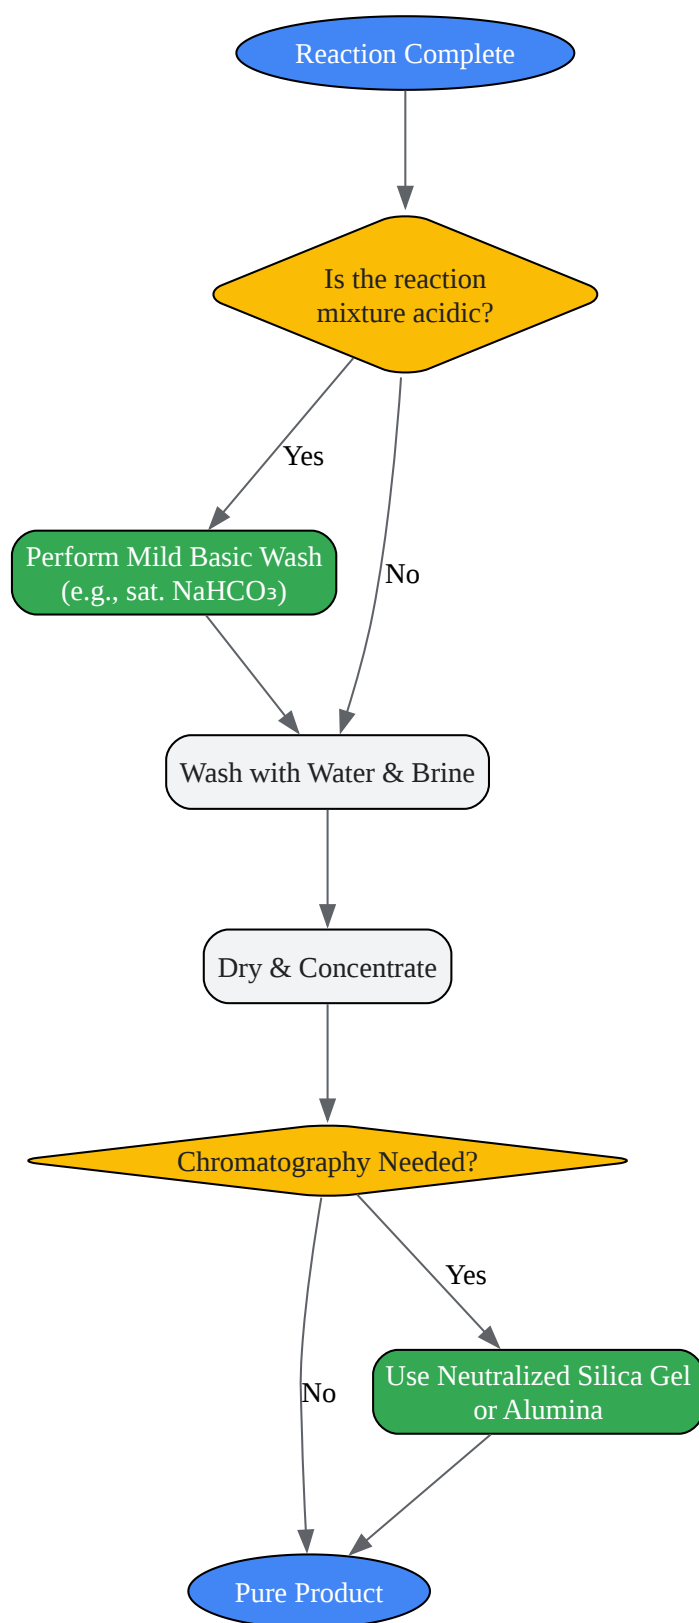 Reaction Complete
Is the reaction
mixture acidic?
Yes
Perform Mild Basic Wash
(e.g., sat. NaHCO₃)
No
Wash with Water & Brine
Dry & Concentrate
Chromatography Needed?
Yes
Use Neutralized Silica Gel
or Alumina
No
Pure Product